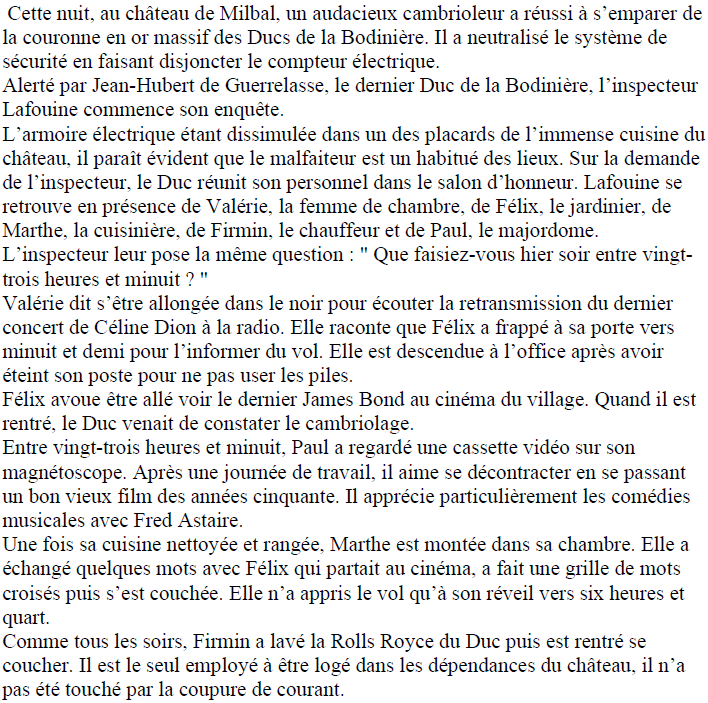 Cette nuit, au château de Milbal, un audacieux cambrioleur a réussi à s’emparer de
la couronne en or massif des Ducs de la Bodinière. Il a neutralisé le système de
sécurité en faisant disjoncter le compteur électrique.
Alerté par Jean-Hubert de Guerrelasse, le dernier Duc de la Bodinière, l’inspecteur
Lafouine commence son enquête.
L’armoire électrique étant dissimulée dans un des placards de l’immense cuisine du
château, il paraît évident que le malfaiteur est un habitué des lieux. Sur la demande
de l’inspecteur, le Duc réunit son personnel dans le salon d’honneur. Lafouine se
retrouve en présence de Valérie, la femme de chambre, de Félix, le jardinier, de
Marthe, la cuisinière, de Firmin, le chauffeur et de Paul, le majordome.
L’inspecteur leur pose la même question : " Que faisiez-vous hier soir entre vingt-
trois heures et minuit ? "
Valérie dit s’être allongée dans le noir pour écouter la retransmission du dernier
concert de Céline Dion à la radio. Elle raconte que Félix a frappé à sa porte vers
minuit et demi pour l’informer du vol. Elle est descendue à l’office après avoir
éteint son poste pour ne pas user les piles.
Félix avoue être allé voir le dernier James Bond au cinéma du village. Quand il est
rentré, le Duc venait de constater le cambriolage.
Entre vingt-trois heures et minuit, Paul a regardé une cassette vidéo sur son
magnétoscope. Après une journée de travail, il aime se décontracter en se passant
un bon vieux film des années cinquante. Il apprécie particulièrement les comédies
musicales avec Fred Astaire.
Une fois sa cuisine nettoyée et rangée, Marthe est montée dans sa chambre. Elle a
échangé quelques mots avec Félix qui partait au cinéma, a fait une grille de mots
croisés puis s’est couchée. Elle n’a appris le vol qu’à son réveil vers six heures et
quart.
Comme tous les soirs, Firmin a lavé la Rolls Royce du Duc puis est rentré se
coucher. Il est le seul employé à être logé dans les dépendances du château, il n’a
pas été touché par la coupure de courant.